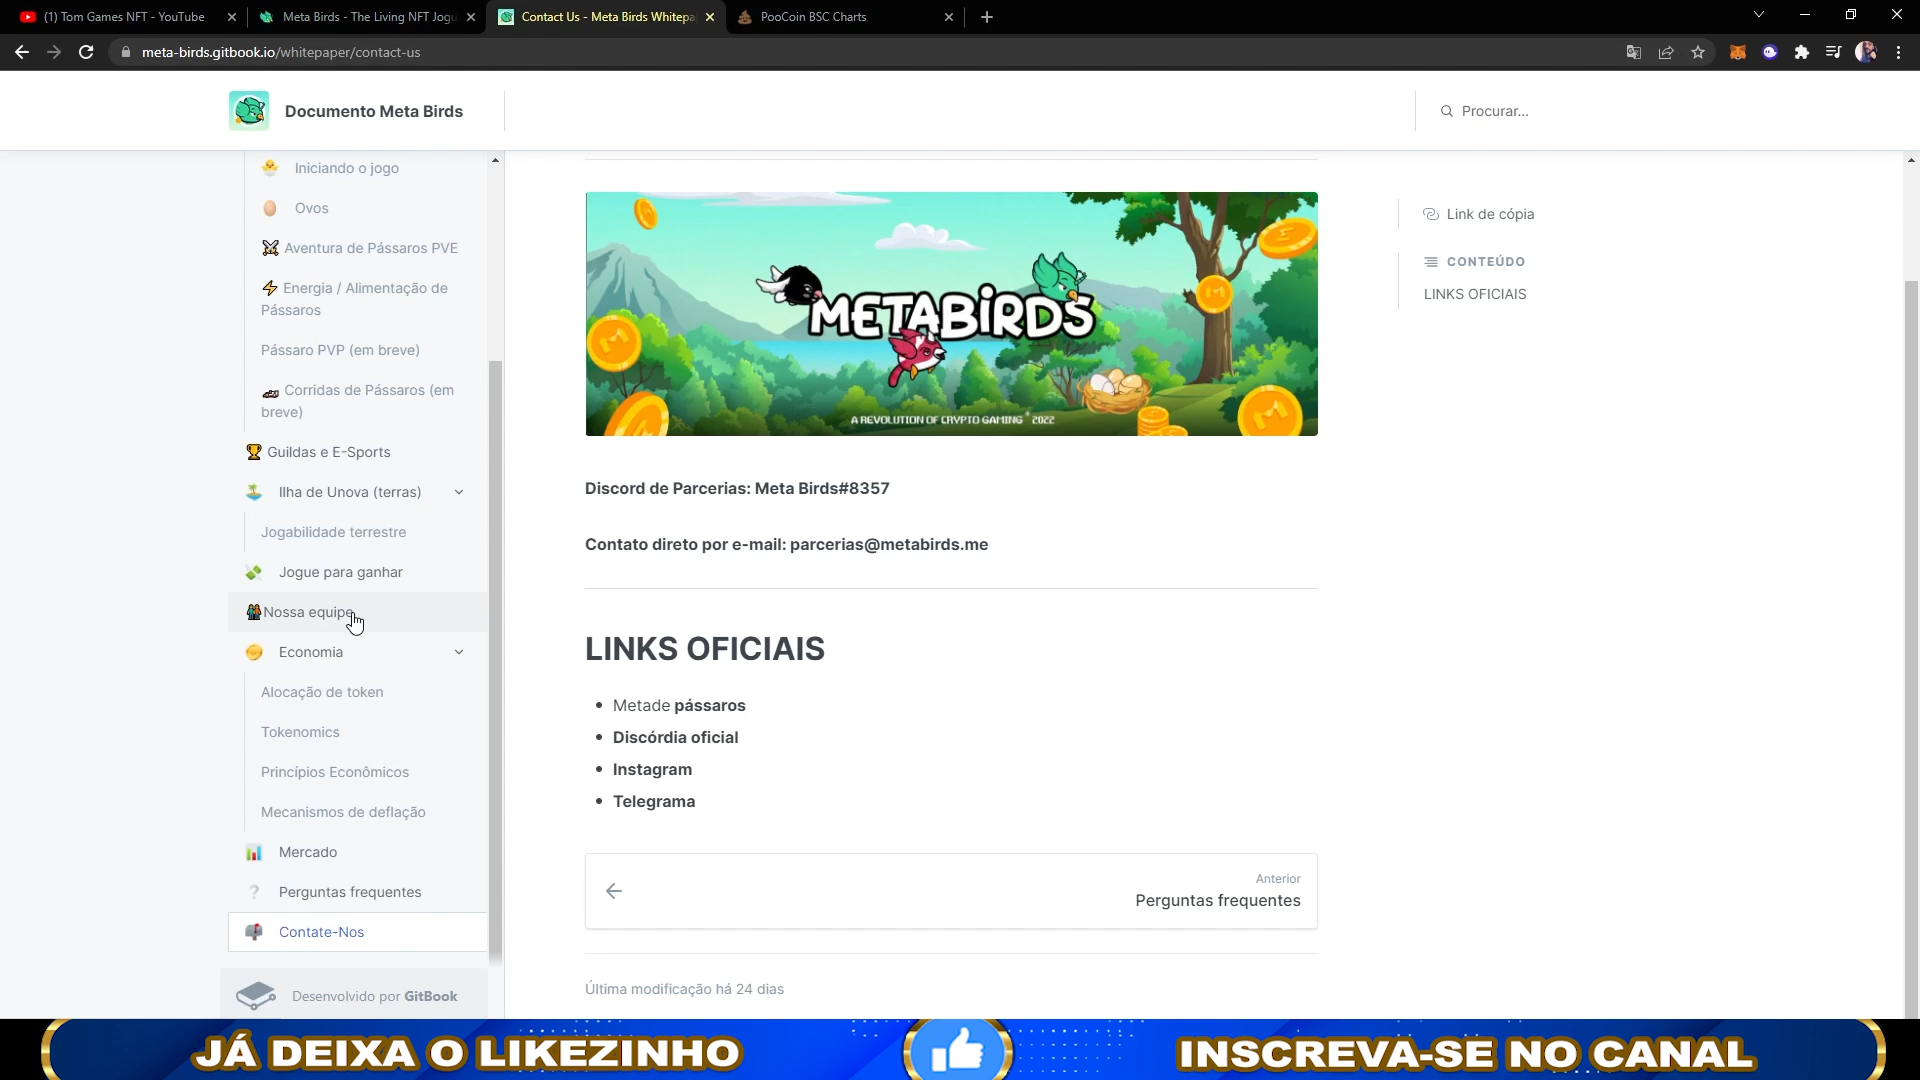 (1) Tom Games NFT - YouTube
Meta Birds - The Living NFT Jogu
Contact Us - Meta Birds Whitepa
PooCoin BSC Charts
meta-birds.gitbook.io/whitepaper/contact-us
Documento Meta Birds
Procurar...
Iniciando o jogo
Ovos
Aventura de Pássaros PVE
Energia / Alimentação de
Pássaros
Pássaro PVP (em breve)
Corridas de Pássaros (em
breve)
Guildas e E-Sports
Ilha de Unova (terras)
Jogabilidade terrestre
Jogue para ganhar
Nossa equipe
Economia
Alocação de token
Tokenomics
Princípios Econômicos
Mecanismos de deflação
Mercado
Perguntas frequentes
Contate-Nos
Desenvolvido por GitBook
METABIRDS
A REVOLUTION OF CRYPTO GAMING 2022
Discord de Parcerias: Meta Birds#8357
Contato direto por e-mail: parcerias@metabirds.me
LINKS OFICIAIS
Metade pássaros
Discórdia oficial
Instagram
Telegrama
Anterior
Perguntas frequentes
Última modificação há 24 dias
Link de cópia
CONTEÚDO
LINKS OFICIAIS
JÁ DEIXA O LIKEZINHO
INSCREVA-SE NO CANAL